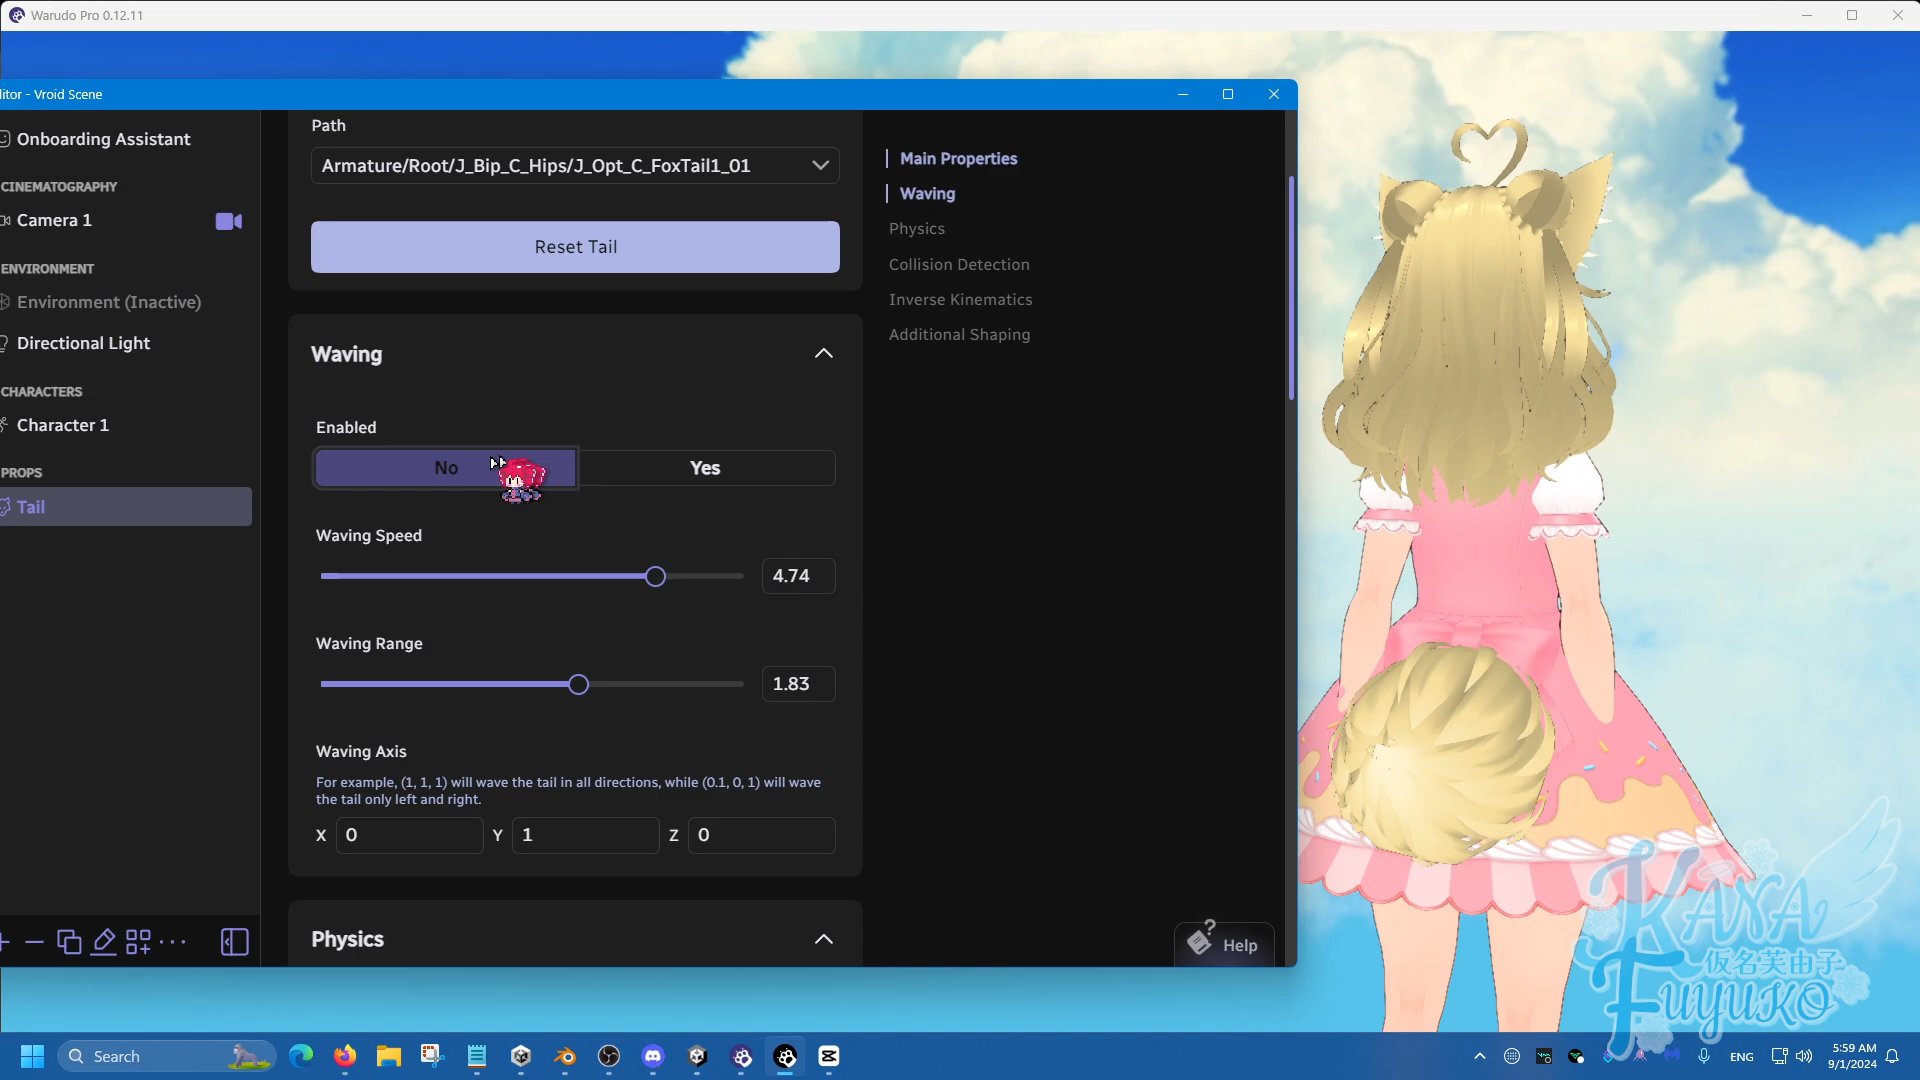 Warudo Pro 0.12.11
itor - Vroid Scene
Onboarding Assistant
CINEMATOGRAPHY
Camera 1
ENVIRONMENT
Environment (Inactive)
Directional Light
CHARACTERS
Character 1
PROPS
Tail
Path
Armature/Root/J_Bip_C_Hips/J_Opt_C_FoxTail1_01
Reset Tail
Waving
Enabled
No
Yes
Waving Speed
4.74
Waving Range
1.83
Waving Axis
For example, (1, 1, 1) will wave the tail in all directions, while (0.1, 0, 1) will wave
the tail only left and right.
X 0 Y 1 Z 0
Physics
Main Properties
Waving
Physics
Collision Detection
Inverse Kinematics
Additional Shaping
? Help
KANA
仮名芙由子
FUYUKO
Search
ENG
5:59 AM
9/1/2024